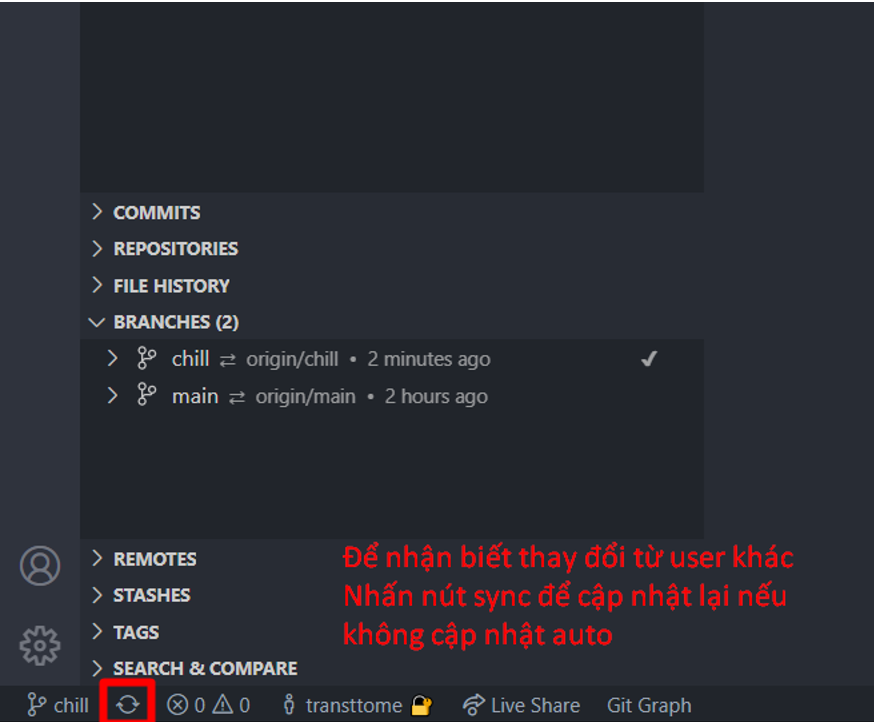 COMMITS
REPOSITORIES
FILE HISTORY
BRANCHES (2)
chill ⇄ origin/chill • 2 minutes ago
main ⇄ origin/main • 2 hours ago
REMOTES
STASHES
TAGS
SEARCH & COMPARE
Để nhận biết thay đổi từ user khác
Nhấn nút sync để cập nhật lại nếu
không cập nhật auto
chill 0 0 transttome Live Share Git Graph